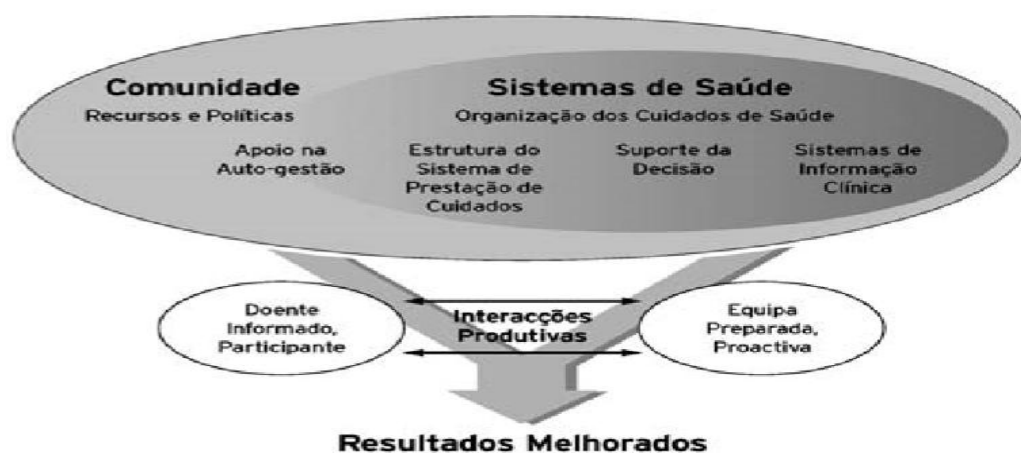 Comunidade
Recursos e Políticas
Sistemas de Saúde
Organização dos Cuidados de Saúde
Apoio na
Auto-gestão
Estrutura do
Sistema de
Prestação de
Cuidados
Suporte da
Decisão
Sistemas de
Informação
Clínica
Doente
Informado,
Participante
Interacções
Produtivas
Equipa
Preparada,
Proactiva
Resultados Melhorados